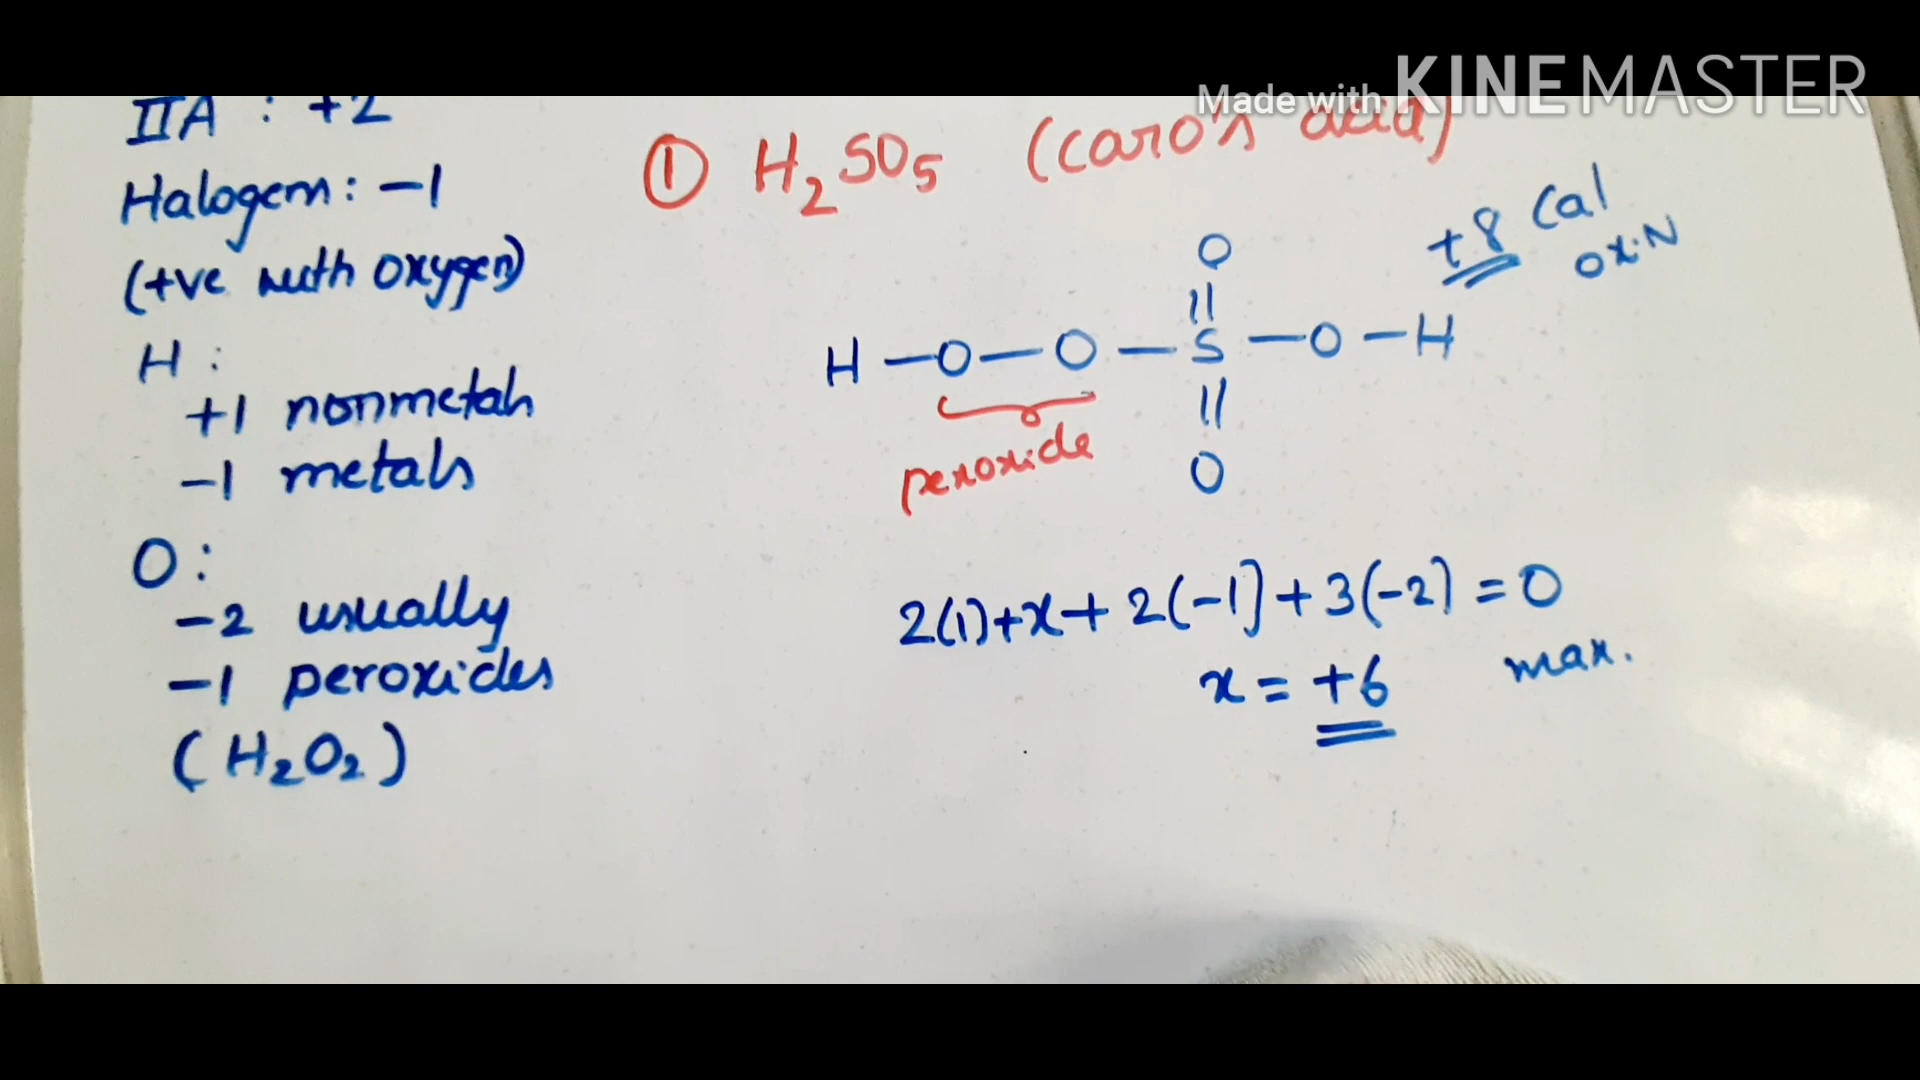 Made with KINEMASTER
IIA : +2
Halogen : -1
(+ve with oxygen)
H :
+1 nonmetals
-1 metals
O :
-2 usually
-1 peroxides
(H₂O₂)
① H₂SO₅ (caro's acid)
+8 Cal
ox.N
O
||
H - O - O - S - O - H
||
peroxide
O
2(1)+x+2(-1)+3(-2) = 0
x = +6 max.